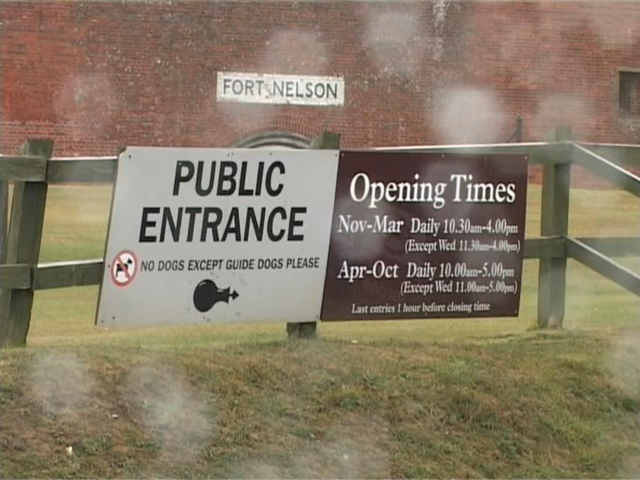 FORT NELSON
PUBLIC
ENTRANCE
NO DOGS EXCEPT GUIDE DOGS PLEASE
Opening Times
Nov-Mar Daily 10.30am-4.00pm
(Except Wed 11.30am-4.00pm)
Apr-Oct Daily 10.00am-5.00pm
(Except Wed 11.00am-5.00pm)
Last entries 1 hour before closing time